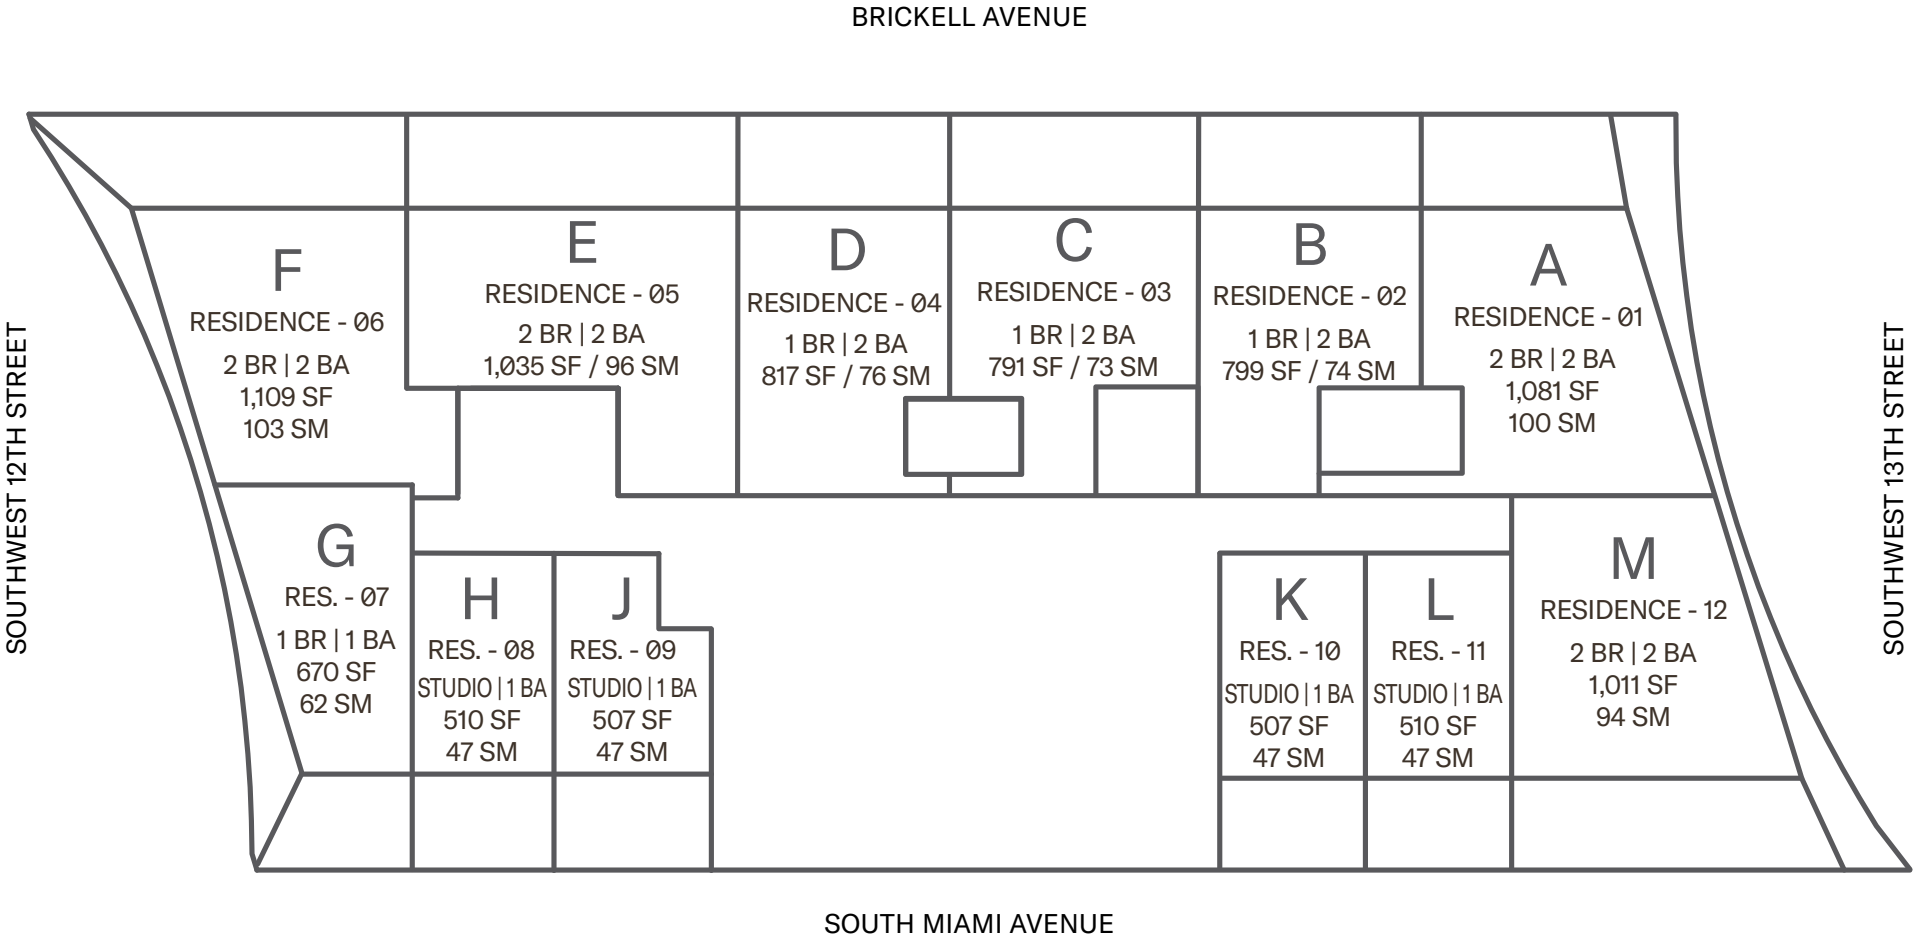 BRICKELL AVENUE
SOUTHWEST 12TH STREET
F
RESIDENCE - 06
2 BR | 2 BA
1,109 SF
103 SM
E
RESIDENCE - 05
2 BR | 2 BA
1,035 SF / 96 SM
D
RESIDENCE - 04
1 BR | 2 BA
817 SF / 76 SM
C
RESIDENCE - 03
1 BR | 2 BA
791 SF / 73 SM
B
RESIDENCE - 02
1 BR | 2 BA
799 SF / 74 SM
A
RESIDENCE - 01
2 BR | 2 BA
1,081 SF
100 SM
SOUTHWEST 13TH STREET
G
RES. - 07
1 BR | 1 BA
670 SF
62 SM
H
RES. - 08
STUDIO | 1 BA
510 SF
47 SM
J
RES. - 09
STUDIO | 1 BA
507 SF
47 SM
K
RES. - 10
STUDIO | 1 BA
507 SF
47 SM
L
RES. - 11
STUDIO | 1 BA
510 SF
47 SM
M
RESIDENCE - 12
2 BR | 2 BA
1,011 SF
94 SM
SOUTH MIAMI AVENUE